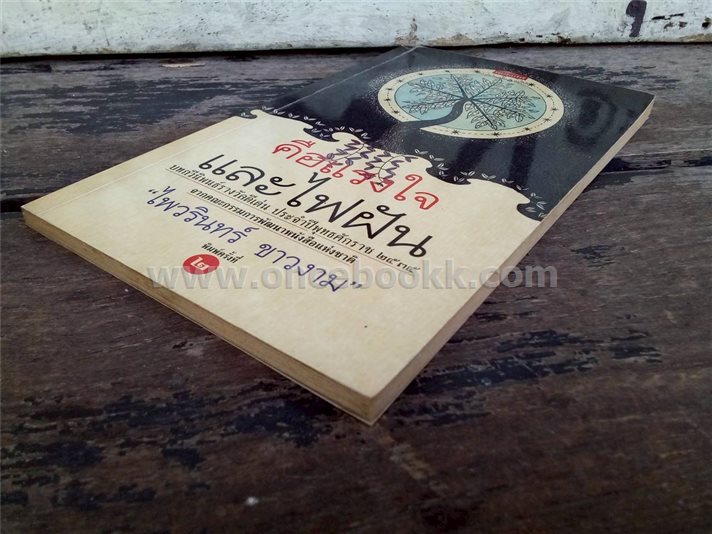 คือแรงใจ
และไฟฝัน
บทกวีนิพนธ์รางวัลดีเด่น ประจำปีพุทธศักราช ๒๕๓๕
จากคณะกรรมการพัฒนาหนังสือแห่งชาติ
"ไพวรินทร์ ขาวงาม"
พิมพ์ครั้งที่
๒
www.oncebookk.com